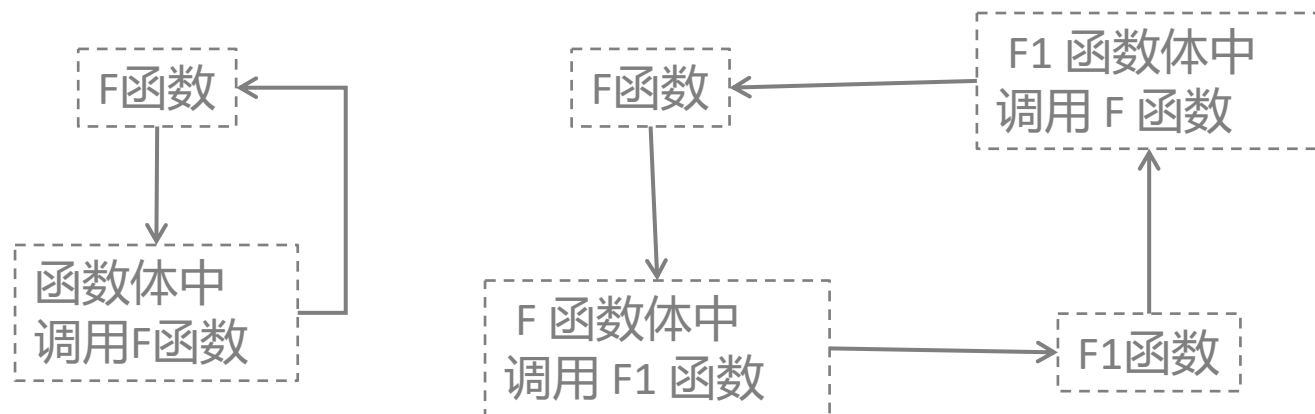 F函数
函数体中
调用F函数
F函数
F 函数体中
调用 F1 函数
F1函数
F1 函数体中
调用 F 函数